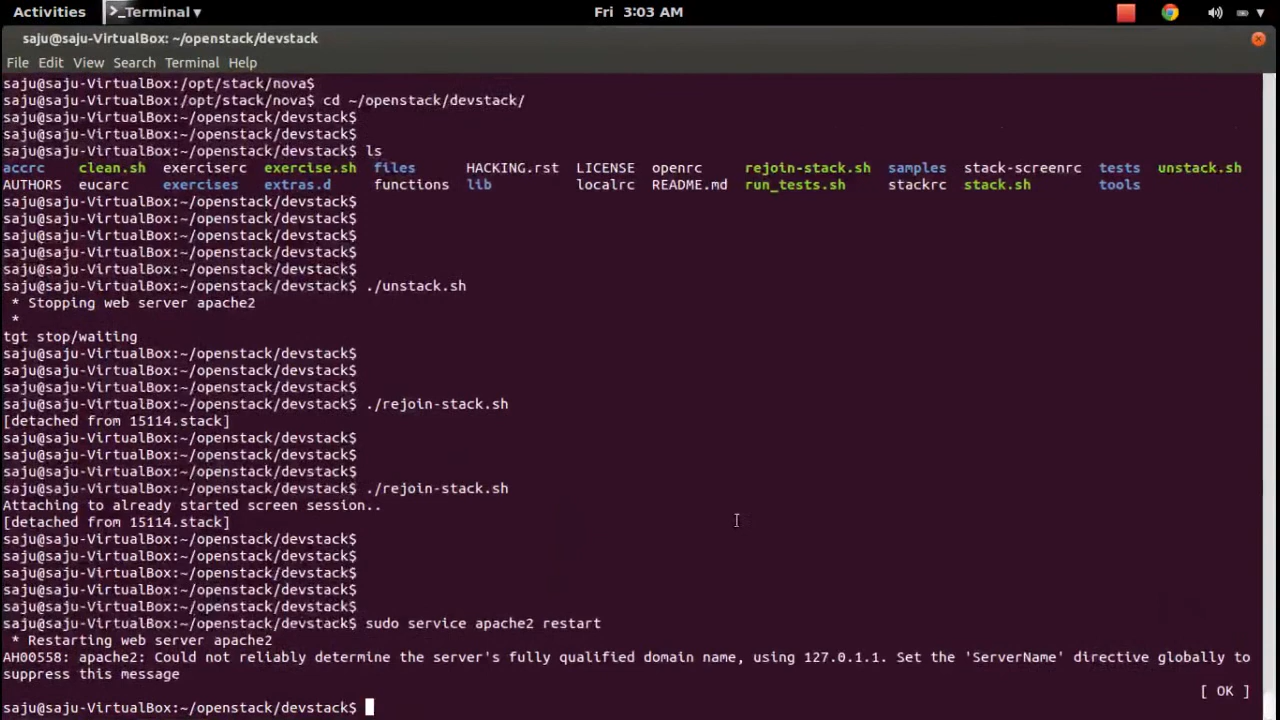 Activities >_Terminal ▾ Fri 3:03 AM
saju@saju-VirtualBox: ~/openstack/devstack
File Edit View Search Terminal Help
saju@saju-VirtualBox:/opt/stack/nova$
saju@saju-VirtualBox:/opt/stack/nova$ cd ~/openstack/devstack/
saju@saju-VirtualBox:~/openstack/devstack$
saju@saju-VirtualBox:~/openstack/devstack$
saju@saju-VirtualBox:~/openstack/devstack$ ls
accrc clean.sh exerciserc exercise.sh files HACKING.rst LICENSE openrc rejoin-stack.sh samples stack-screenrc tests unstack.sh
AUTHORS eucarc exercises extras.d functions lib localrc README.md run_tests.sh stackrc stack.sh tools
saju@saju-VirtualBox:~/openstack/devstack$
saju@saju-VirtualBox:~/openstack/devstack$
saju@saju-VirtualBox:~/openstack/devstack$
saju@saju-VirtualBox:~/openstack/devstack$
saju@saju-VirtualBox:~/openstack/devstack$
saju@saju-VirtualBox:~/openstack/devstack$ ./unstack.sh
* Stopping web server apache2
*
tgt stop/waiting
saju@saju-VirtualBox:~/openstack/devstack$
saju@saju-VirtualBox:~/openstack/devstack$
saju@saju-VirtualBox:~/openstack/devstack$
saju@saju-VirtualBox:~/openstack/devstack$ ./rejoin-stack.sh
[detached from 15114.stack]
saju@saju-VirtualBox:~/openstack/devstack$
saju@saju-VirtualBox:~/openstack/devstack$
saju@saju-VirtualBox:~/openstack/devstack$
saju@saju-VirtualBox:~/openstack/devstack$ ./rejoin-stack.sh
Attaching to already started screen session..
[detached from 15114.stack]
saju@saju-VirtualBox:~/openstack/devstack$
saju@saju-VirtualBox:~/openstack/devstack$
saju@saju-VirtualBox:~/openstack/devstack$
saju@saju-VirtualBox:~/openstack/devstack$
saju@saju-VirtualBox:~/openstack/devstack$
saju@saju-VirtualBox:~/openstack/devstack$ sudo service apache2 restart
* Restarting web server apache2
AH00558: apache2: Could not reliably determine the server's fully qualified domain name, using 127.0.1.1. Set the 'ServerName' directive globally to
suppress this message
[ OK ]
saju@saju-VirtualBox:~/openstack/devstack$